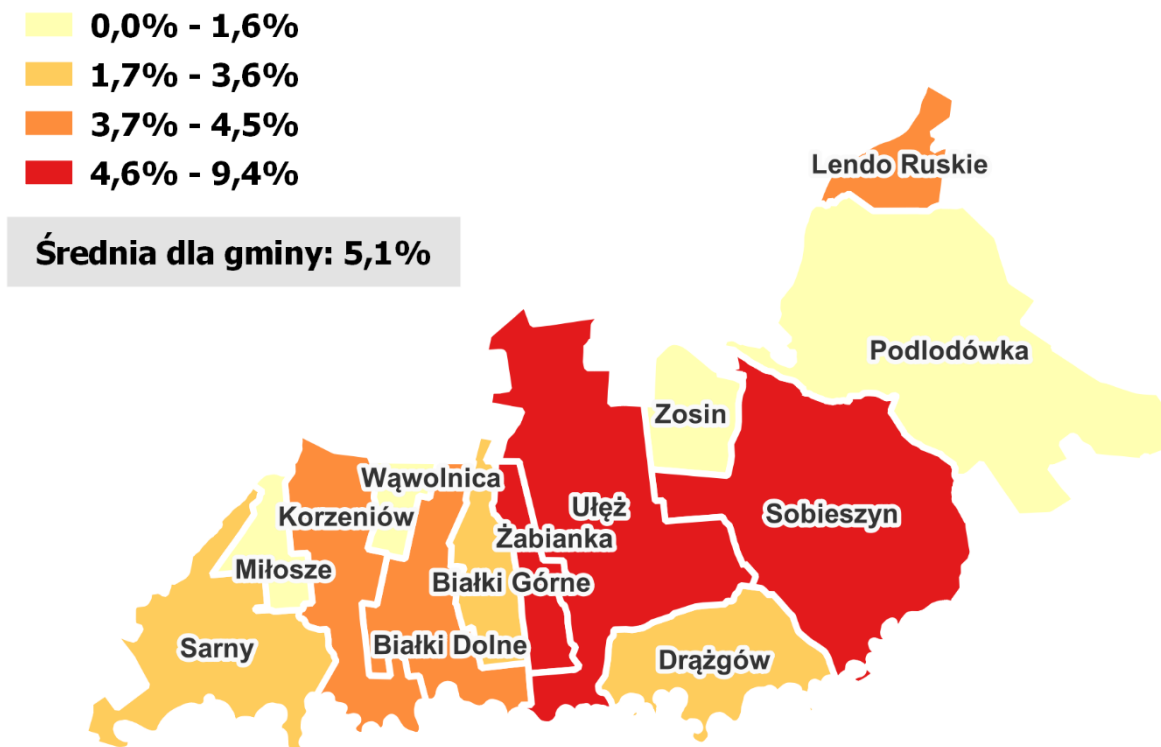 0,0% - 1,6%
1,7% - 3,6%
3,7% - 4,5%
4,6% - 9,4%
Średnia dla gminy: 5,1%
Lendo Ruskie
Podlodówka
Zosin
Wąwolnica
Korzeniów
Ułęż
Sobieszyn
Żabianka
Miłosze
Białki Górne
Sarny
Białki Dolne
Drążgów